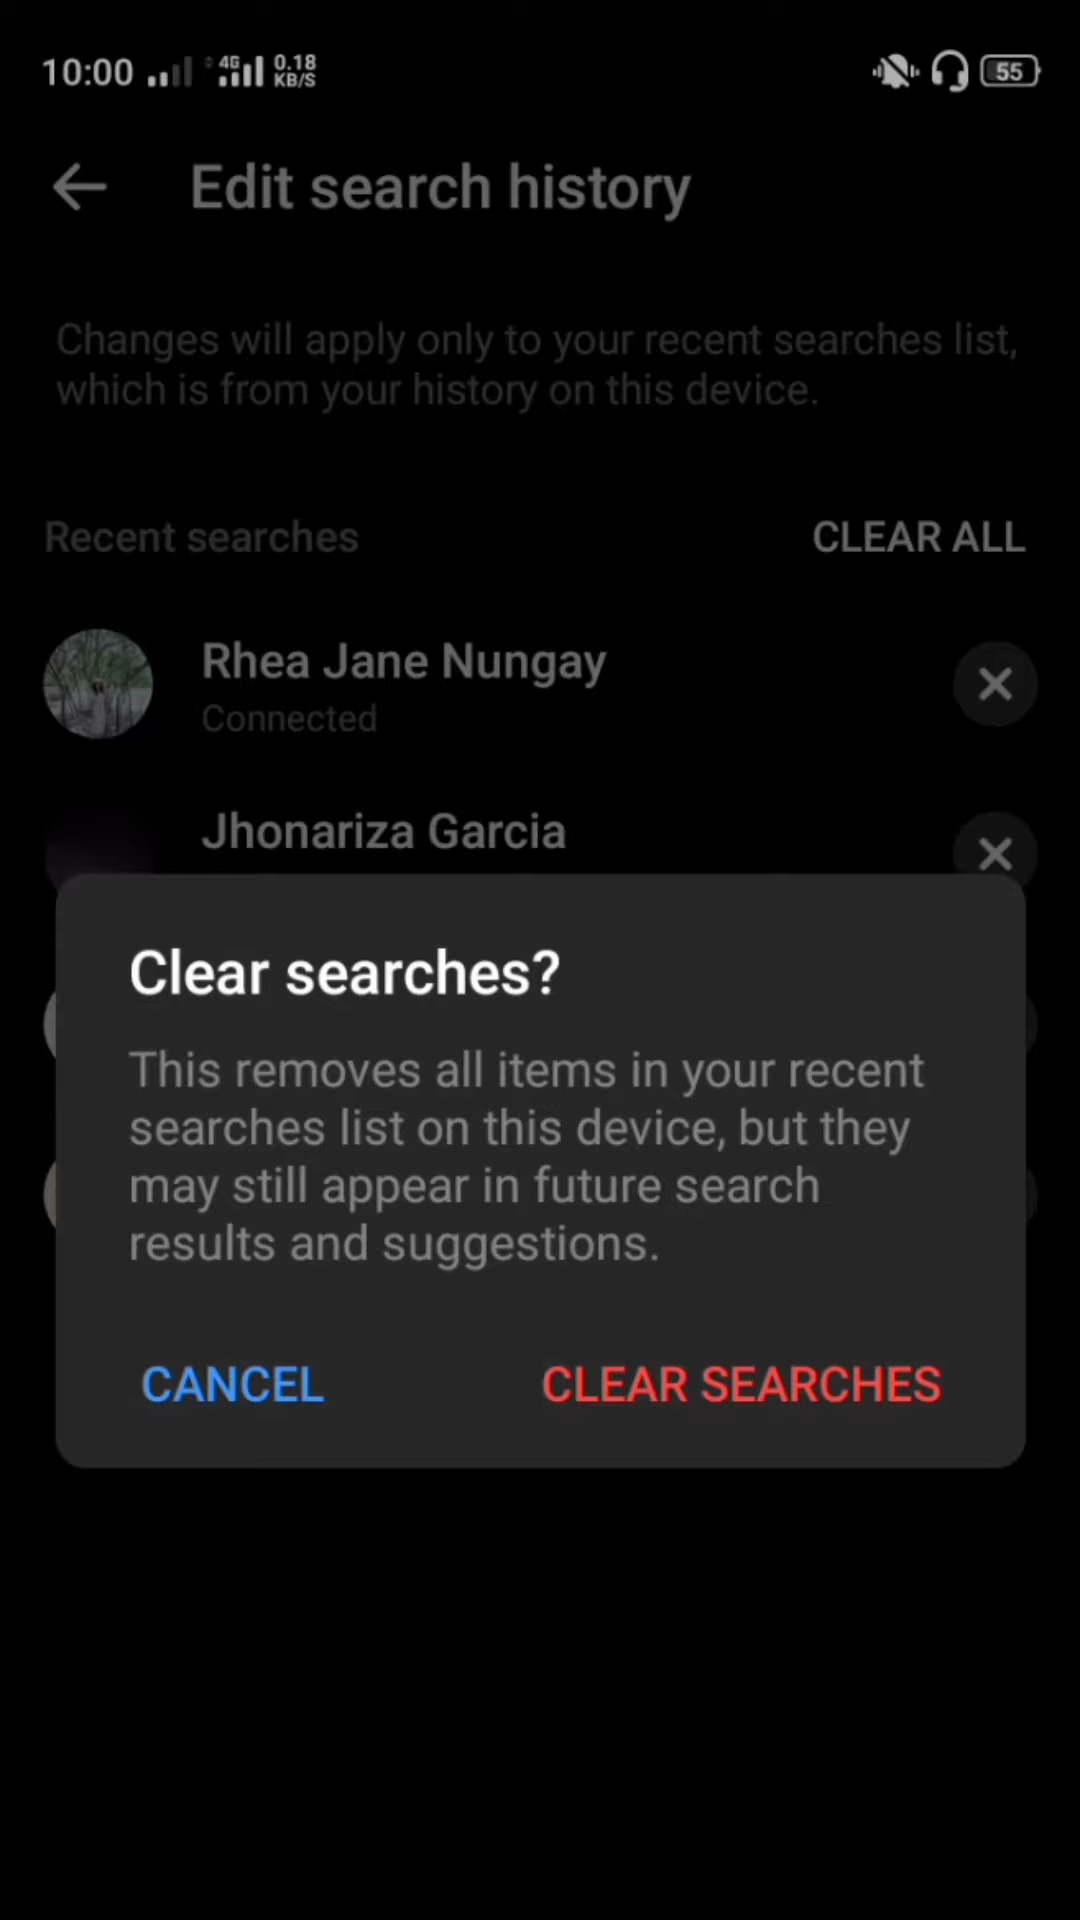 10:00 4G 0.18 KB/S 55
Edit search history
Changes will apply only to your recent searches list,
which is from your history on this device.
Recent searches CLEAR ALL
Rhea Jane Nungay
Connected
Jhonariza Garcia
Clear searches?
This removes all items in your recent
searches list on this device, but they
may still appear in future search
results and suggestions.
CANCEL CLEAR SEARCHES